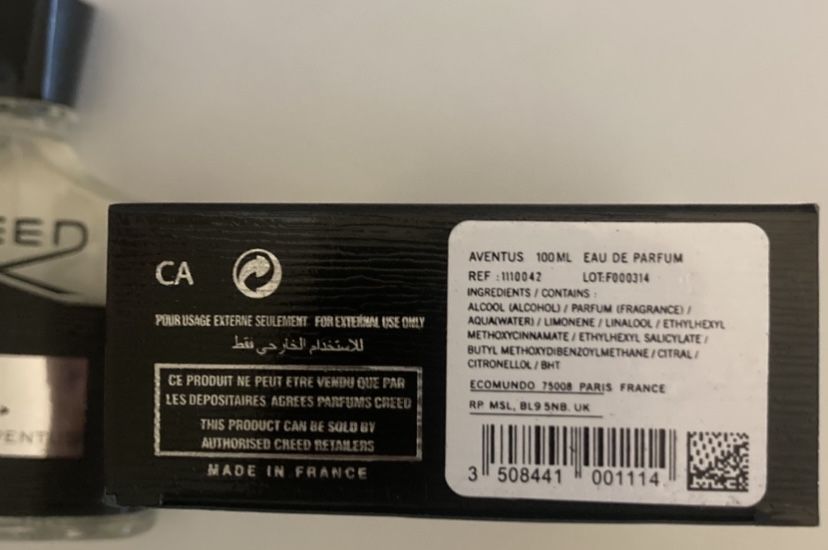 EED
CA
POUR USAGE EXTERNE SEULEMENT FOR EXTERNAL USE ONLY
للاستخدام الخارجي فقط
CE PRODUIT NE PEUT ETRE VENDU QUE PAR
LES DEPOSITAIRES AGREES PARFUMS CREED
THIS PRODUCT CAN BE SOLD BY
AUTHORISED CREED RETAILERS
MADE IN FRANCE
AVENTUS 100ML EAU DE PARFUM
REF :1110042 LOT:F000314
INGREDIENTS / CONTAINS :
ALCOOL (ALCOHOL) / PARFUM (FRAGRANCE) /
AQUA(WATER) / LIMONENE / LINALOOL / ETHYLHEXYL
METHOXYCINNAMATE / ETHYLHEXYL SALICYLATE /
BUTYL METHOXYDIBENZOYLMETHANE / CITRAL /
CITRONELLOL / BHT
ECOMUNDO 75008 PARIS FRANCE
RP MSL, BL9 5NB. UK
3 508441 001114
VENTUS